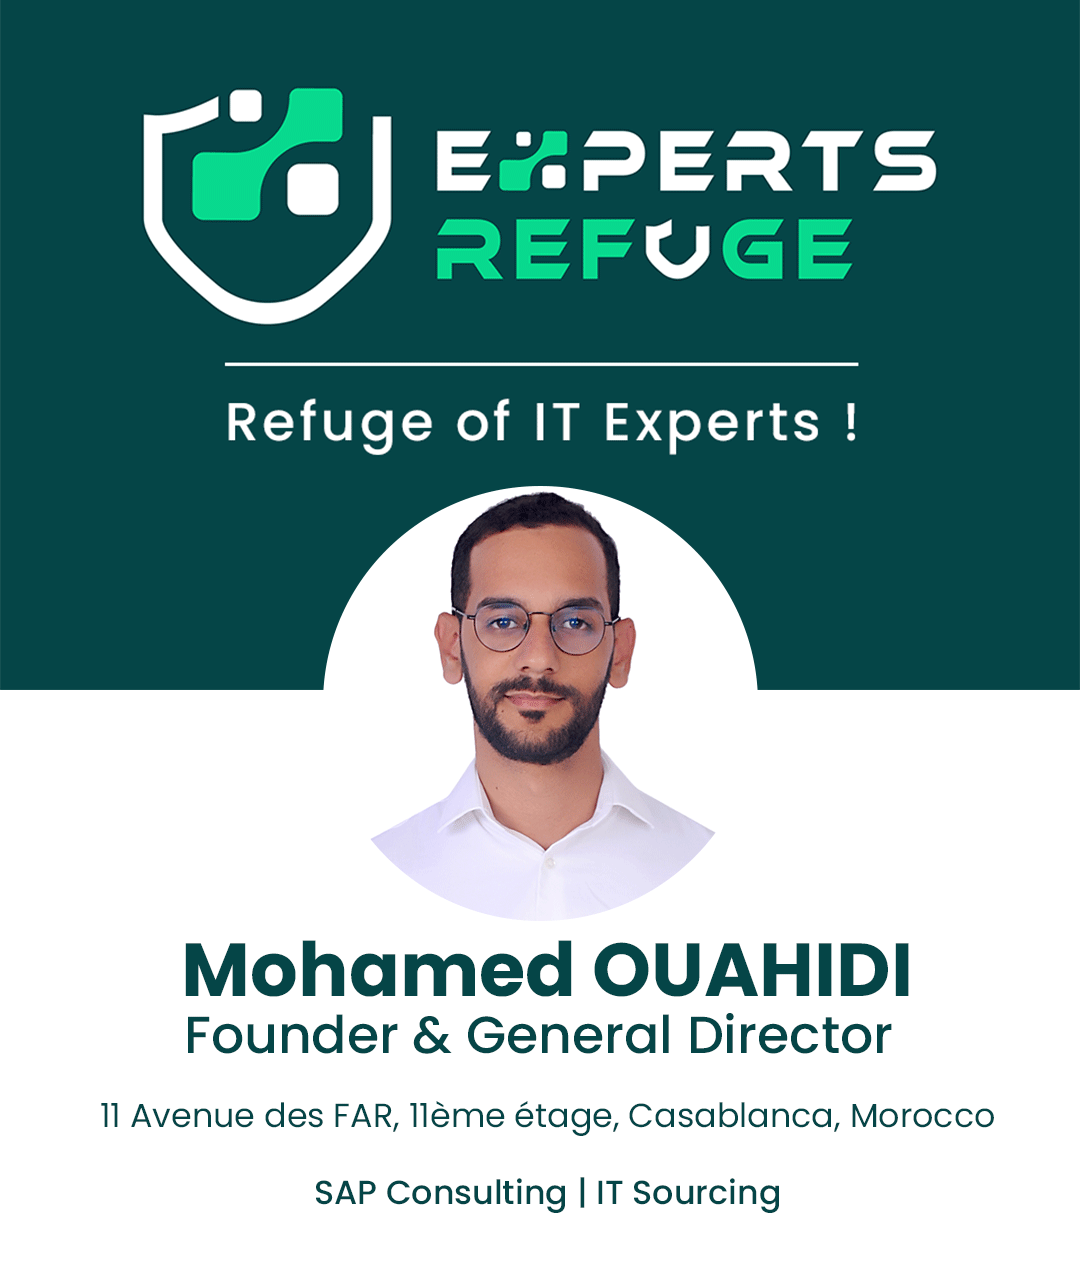 EXPERTS
REFUGE
Refuge of IT Experts !
Mohamed OUAHIDI
Founder & General Director
11 Avenue des FAR, 11ème étage, Casablanca, Morocco
SAP Consulting | IT Sourcing